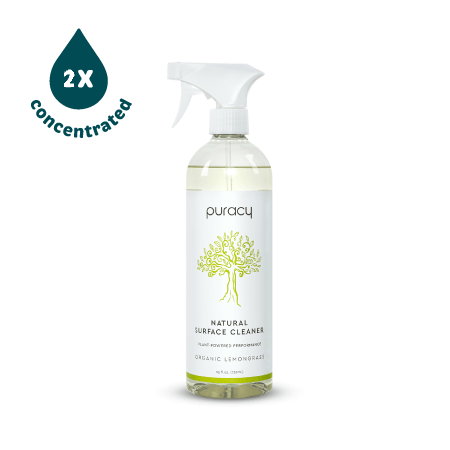 2X
concentrated
puracy
NATURAL
SURFACE CLEANER
PLANT-POWERED PERFORMANCE
ORGANIC LEMONGRASS